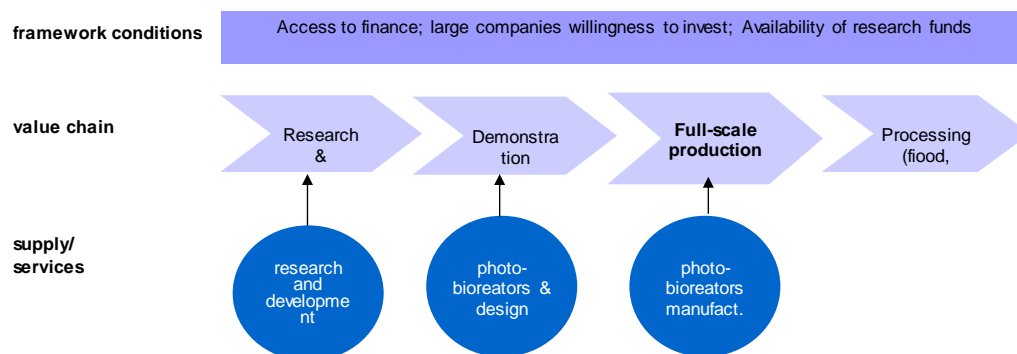 framework conditions
Access to finance; large companies willingness to invest; Availability of research funds
value chain
Research
&
Demonstra
tion
Full-scale
production
Processing
(fiood,
supply/
services
research
and
developme
nt
photo-
bioreators &
design
photo-
bioreators
manufact.